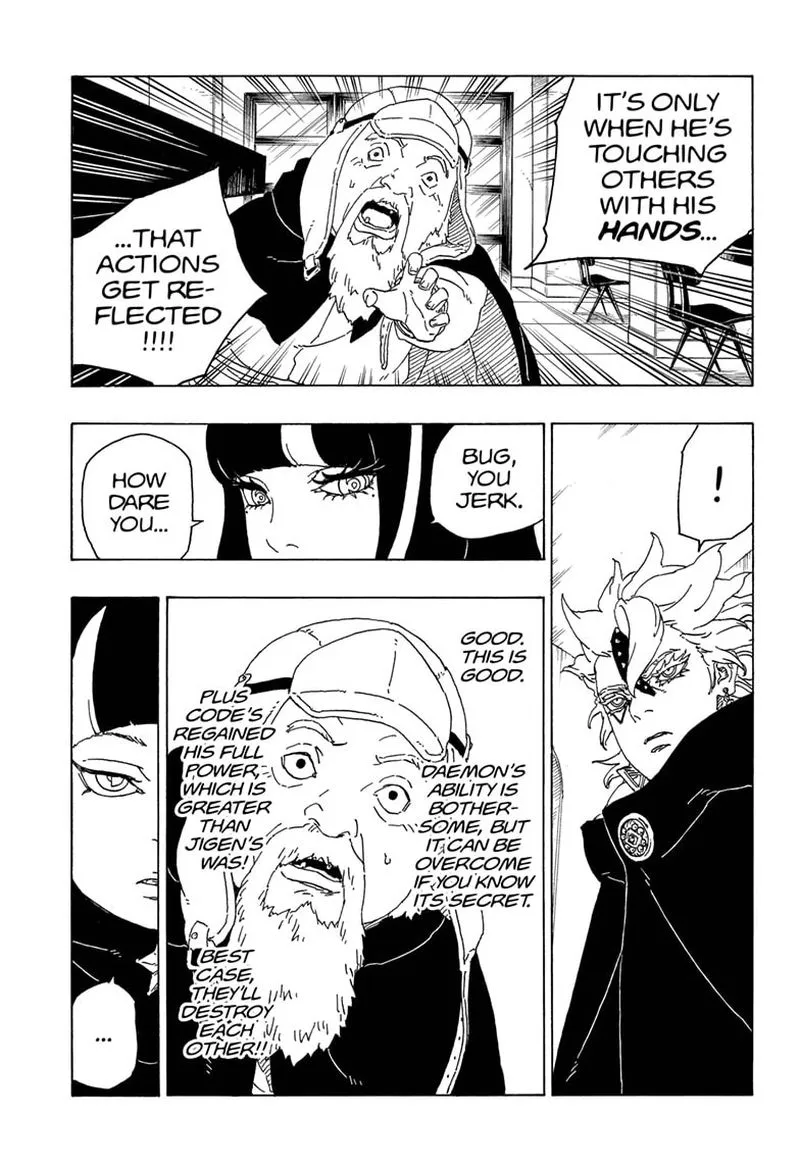 IT'S ONLY
WHEN HE'S
TOUCHING
OTHERS
WITH HIS
HANDS...
...THAT
ACTIONS
GET RE-
FLECTED
!!!!
HOW
DARE
YOU...
BUG,
YOU
JERK.
!
GOOD.
THIS IS
GOOD.
DAEMON'S
ABILITY IS
BOTHER-
SOME, BUT
IT CAN BE
OVERCOME
IF YOU KNOW
ITS SECRET.
PLUS
CODE'S
REGAINED
HIS FULL
POWER,
WHICH IS
GREATER
THAN
JIGEN'S
WAS!
BEST
CASE,
THEY'LL
DESTROY
EACH
OTHER!!
...